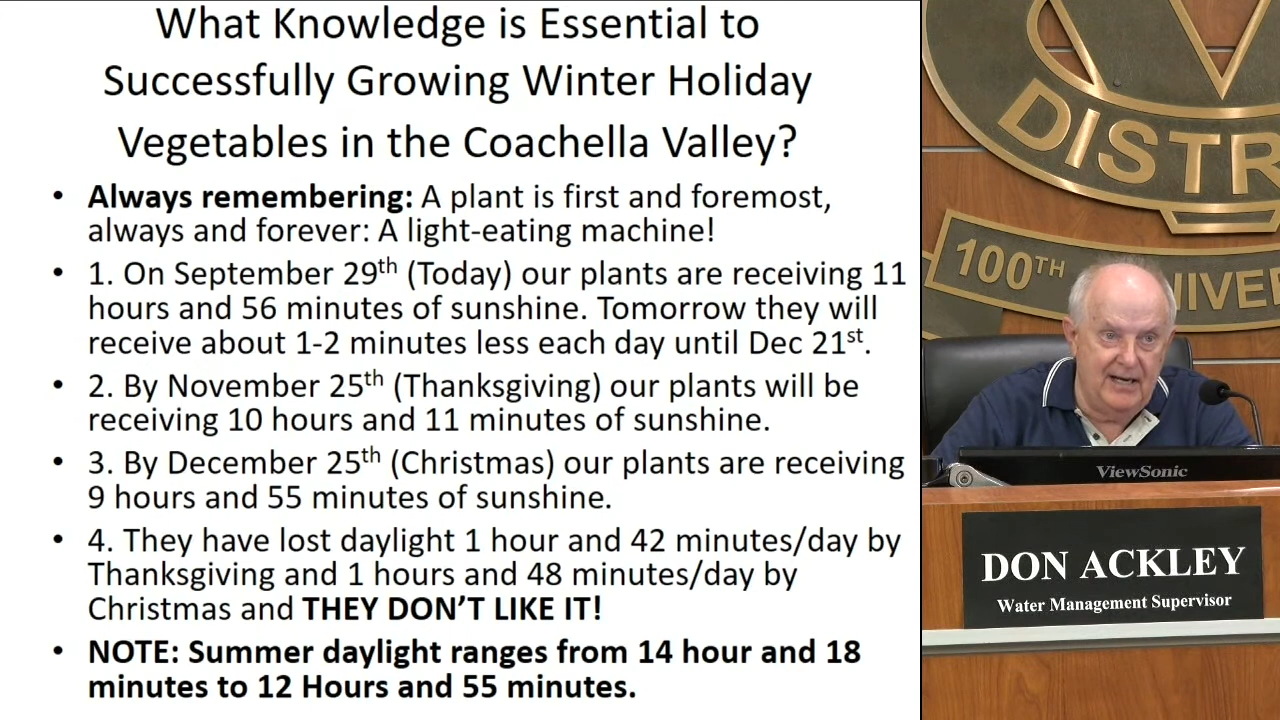 What Knowledge is Essential to
Successfully Growing Winter Holiday
Vegetables in the Coachella Valley?
• Always remembering: A plant is first and foremost,
always and forever: A light-eating machine!
• 1. On September 29th (Today) our plants are receiving 11
hours and 56 minutes of sunshine. Tomorrow they will
receive about 1-2 minutes less each day until Dec 21st.
• 2. By November 25th (Thanksgiving) our plants will be
receiving 10 hours and 11 minutes of sunshine.
• 3. By December 25th (Christmas) our plants are receiving
9 hours and 55 minutes of sunshine.
• 4. They have lost daylight 1 hour and 42 minutes/day by
Thanksgiving and 1 hours and 48 minutes/day by
Christmas and THEY DON'T LIKE IT!
• NOTE: Summer daylight ranges from 14 hour and 18
minutes to 12 Hours and 55 minutes.
DISTR
100TH
NIVE
ViewSonic
DON ACKLEY
Water Management Supervisor